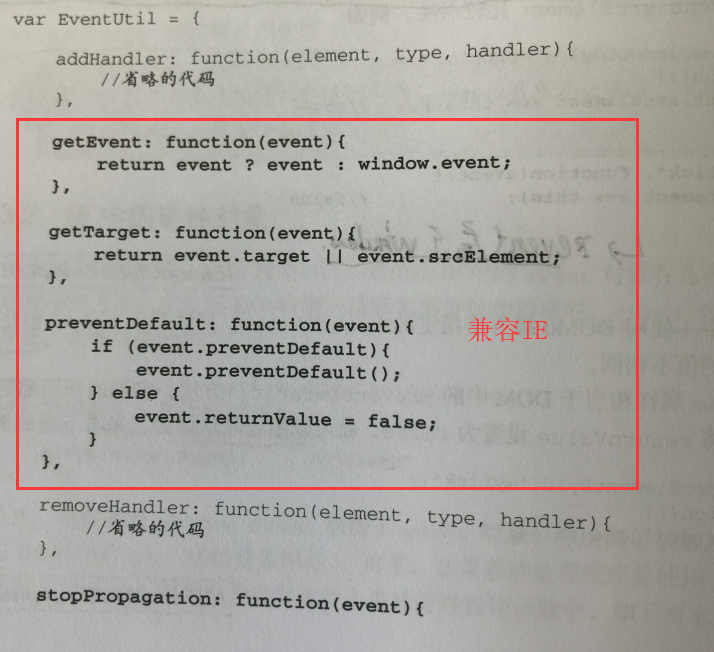 var EventUtil = {
addHandler: function(element, type, handler){
//省略的代码
},
getEvent: function(event){
return event ? event : window.event;
},
getTarget: function(event){
return event.target || event.srcElement;
},
preventDefault: function(event){
兼容IE
if (event.preventDefault){
event.preventDefault();
} else {
event.returnValue = false;
}
},
removeHandler: function(element, type, handler){
//省略的代码
},
stopPropagation: function(event){